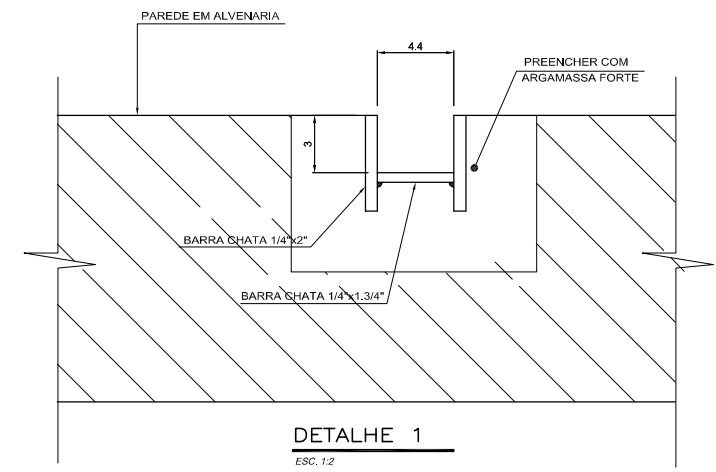 PAREDE EM ALVENARIA
4.4
PREENCHER COM
ARGAMASSA FORTE
3
BARRA CHATA 1/4"x2"
BARRA CHATA 1/4"x1.3/4"
DETALHE 1
ESC. 1:2